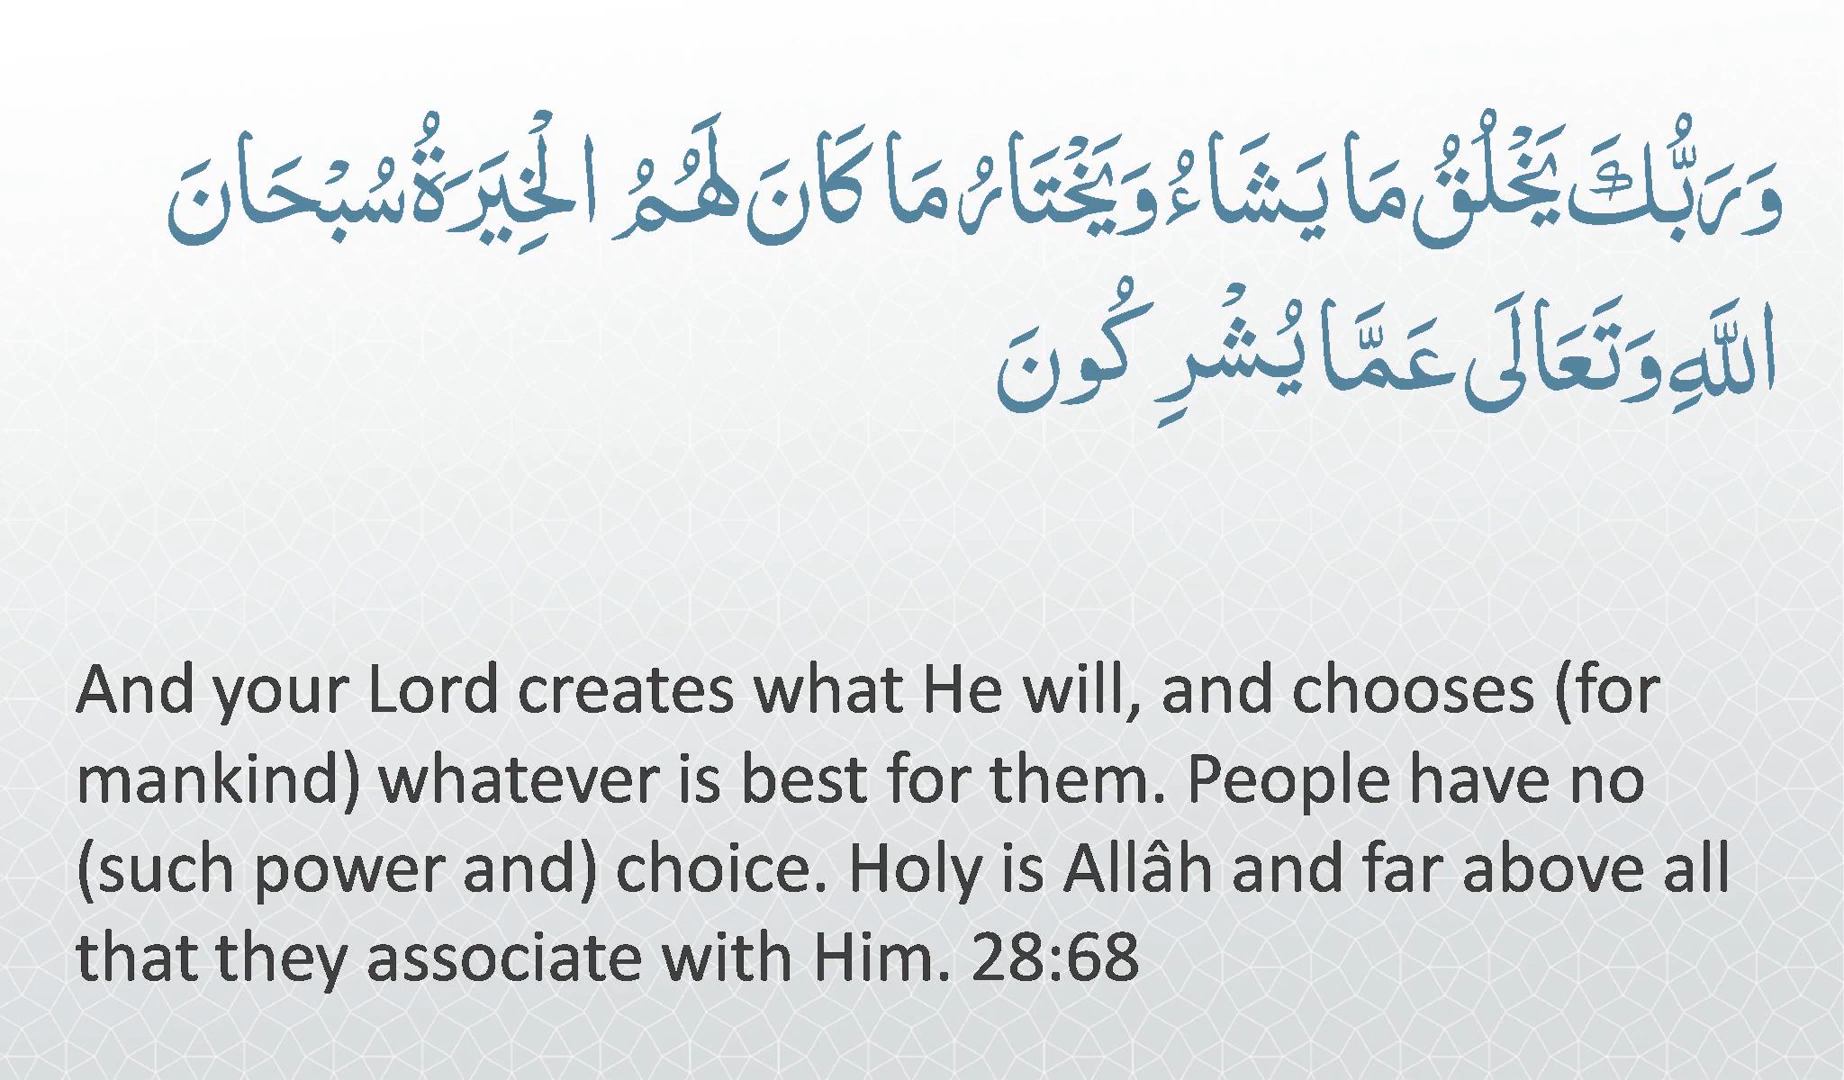 وَرَبُّكَ يَخْلُقُ مَا يَشَاءُ وَيَخْتَارُ مَا كَانَ لَهُمُ الْخِيَرَةُ سُبْحَانَ
اللَّهِ وَتَعَالَى عَمَّا يُشْرِكُونَ
And your Lord creates what He will, and chooses (for
mankind) whatever is best for them. People have no
(such power and) choice. Holy is Allâh and far above all
that they associate with Him. 28:68